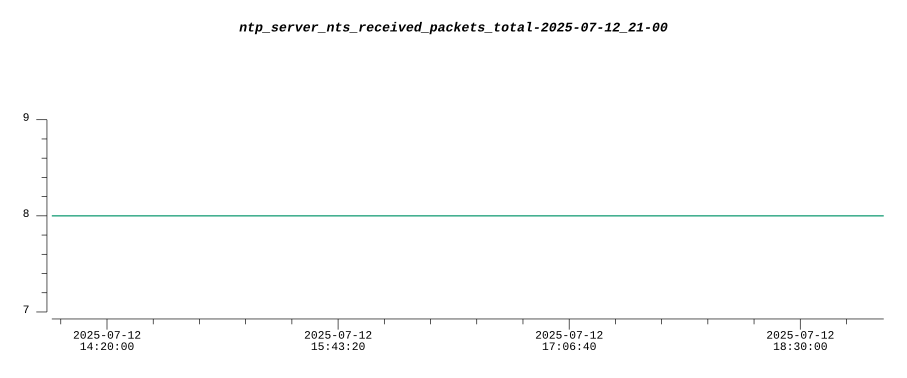 ntp_server_nts_received_packets_total-2025-07-12_21-00
9
8
7
2025-07-12 2025-07-12 2025-07-12 2025-07-12
14:20:00 15:43:20 17:06:40 18:30:00